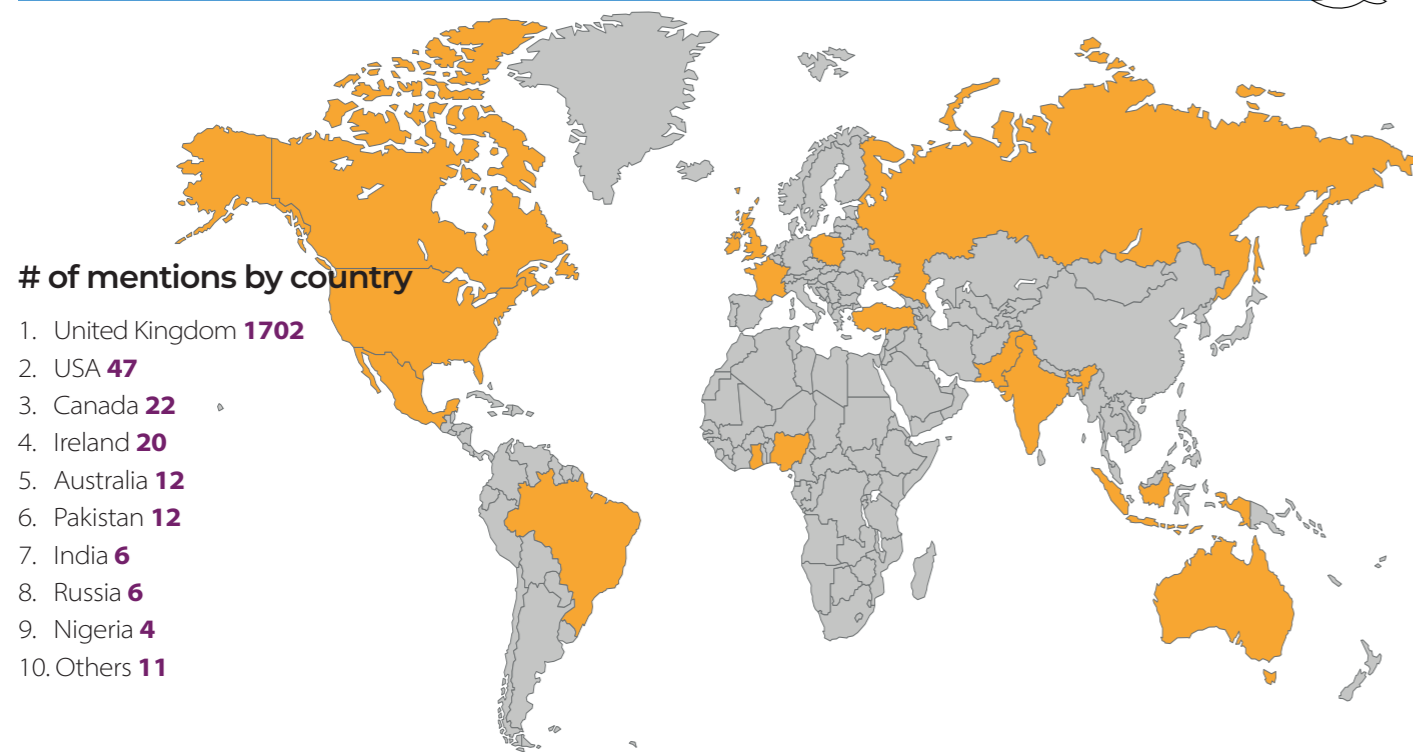 # of mentions by country
1. United Kingdom 1702
2. USA 47
3. Canada 22
4. Ireland 20
5. Australia 12
6. Pakistan 12
7. India 6
8. Russia 6
9. Nigeria 4
10. Others 11